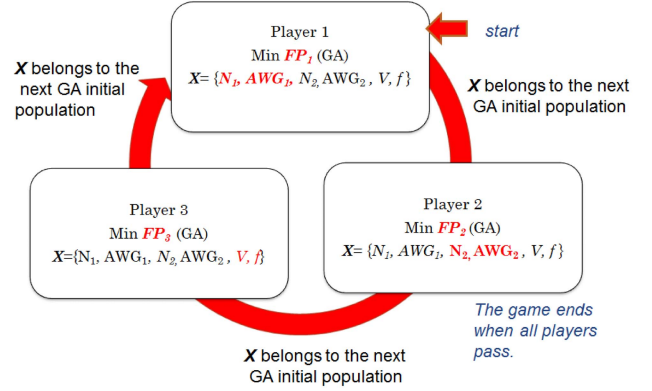 Player 1
Min FP₁ (GA)
X= {N₁, AWG₁, N₂, AWG₂ , V, f}
start
X belongs to the
next GA initial
population
X belongs to the next
GA initial population
Player 3
Min FP₃ (GA)
X={N₁, AWG₁, N₂, AWG₂ , V, f}
Player 2
Min FP₂ (GA)
X= {N₁, AWG₁, N₂, AWG₂ , V, f}
The game ends
when all players
pass.
X belongs to the next
GA initial population